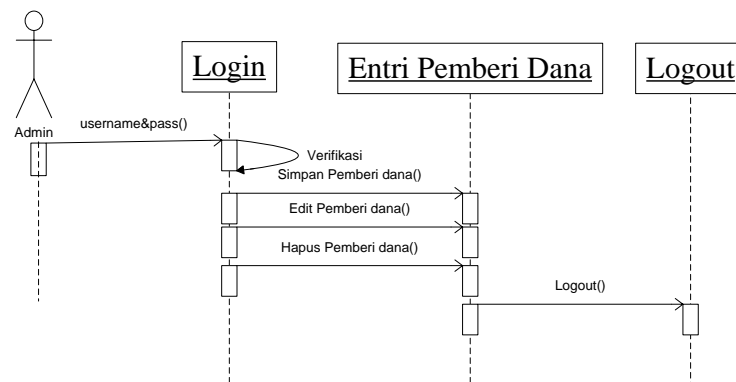 Login
Entri Pemberi Dana
Logout
Admin
username&pass()
Verifikasi
Simpan Pemberi dana()
Edit Pemberi dana()
Hapus Pemberi dana()
Logout()